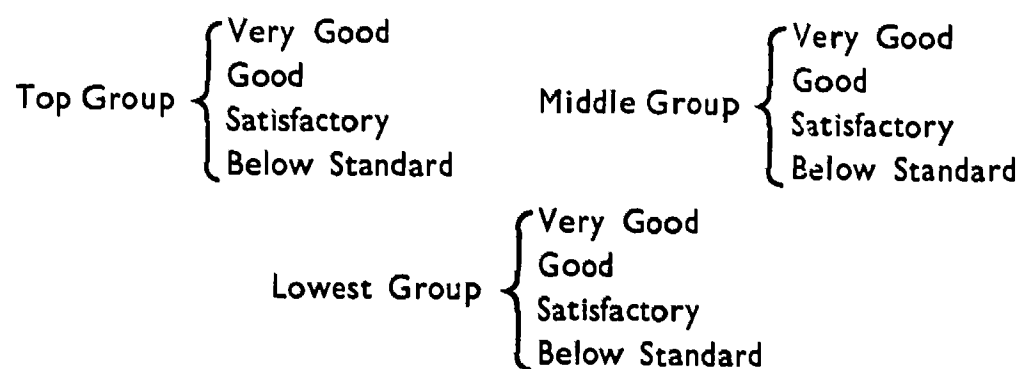 Very Good
Good
Top Group
Satisfactory
Below Standard
Very Good
Good
Middle Group
Satisfactory
Below Standard
Very Good
Good
Lowest Group
Satisfactory
Below Standard